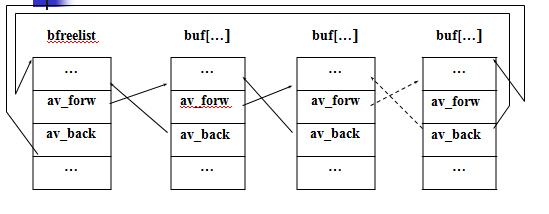 bfreelist buf[…] buf[…] buf[…]
… … … …
av_forw av_forw av_forw av_forw
av_back av_back av_back av_back
… … … …